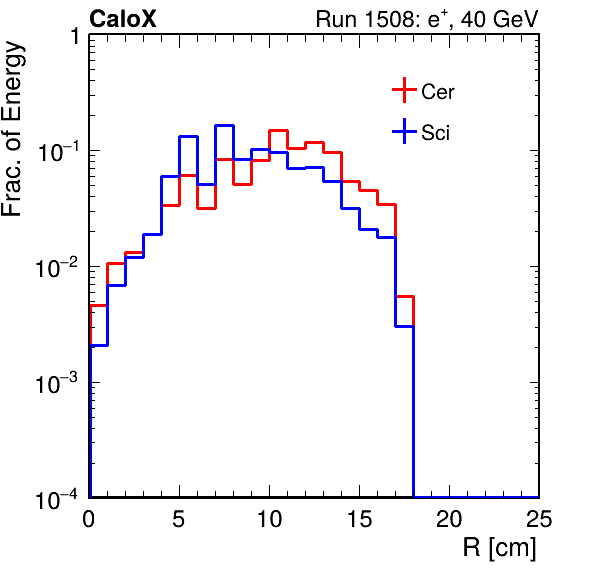 CaloX Run 1508: e⁺, 40 GeV
Frac. of Energy
1
10⁻¹
10⁻²
10⁻³
10⁻⁴
Cer
Sci
0 5 10 15 20 25
R [cm]